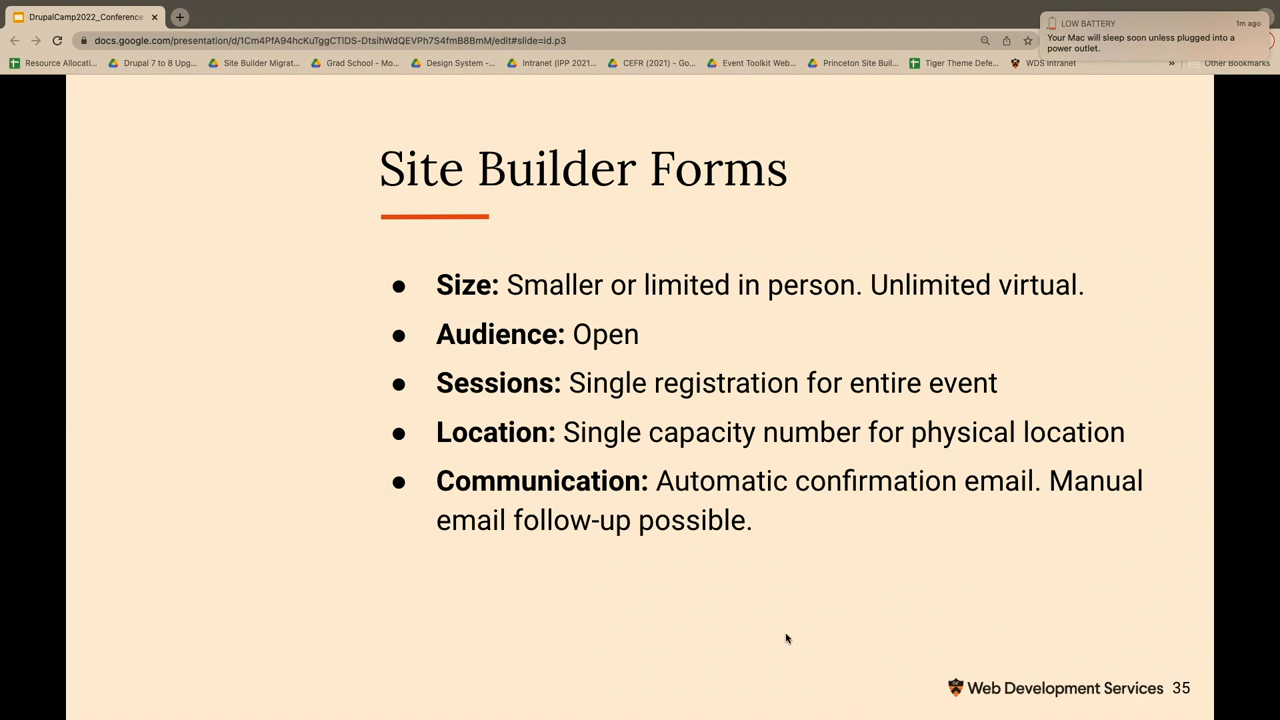 DrupalCamp2022_Conference
LOW BATTERY
1m ago
Your Mac will sleep soon unless plugged into a
power outlet.
docs.google.com/presentation/d/1Cm4PfA94hcKuTggCTlDS-DtsihWdQEVPh7S4fmB8BmM/edit#slide=id.p3
Resource Allocati...
Drupal 7 to 8 Upg...
Site Builder Migrat...
Grad School - Mo...
Design System -...
Intranet (IPP 2021...
CEFR (2021) - Go...
Event Toolkit Web...
Princeton Site Buil...
Tiger Theme Defe...
WDS Intranet
»
Other Bookmarks
Site Builder Forms
● Size: Smaller or limited in person. Unlimited virtual.
● Audience: Open
● Sessions: Single registration for entire event
● Location: Single capacity number for physical location
● Communication: Automatic confirmation email. Manual
email follow-up possible.
Web Development Services 35